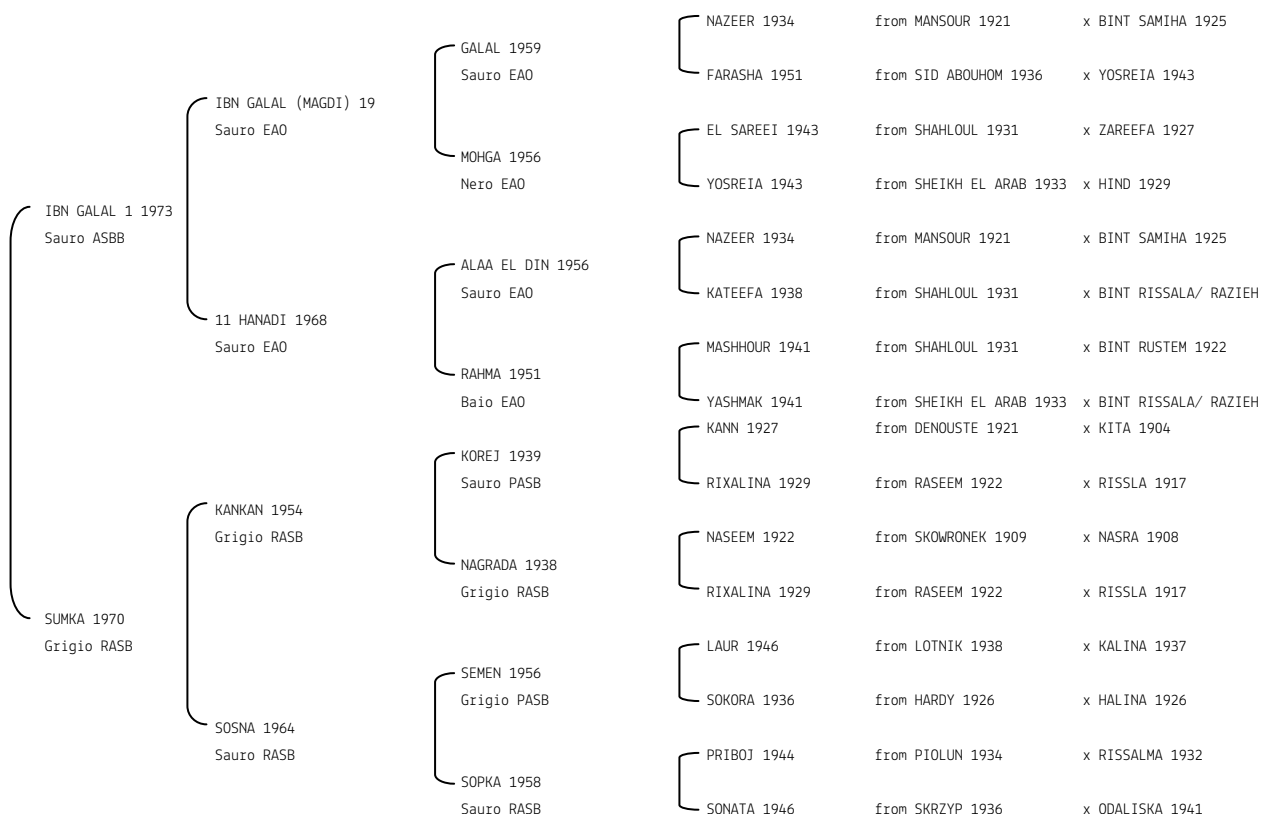 NAZEER 1934 from MANSOUR 1921 x BINT SAMIHA 1925
GALAL 1959
Sauro EAO
FARASHA 1951 from SID ABOUHOM 1936 x YOSREIA 1943
IBN GALAL (MAGDI) 19
Sauro EAO
EL SAREEI 1943 from SHAHLOUL 1931 x ZAREEFA 1927
MOHGA 1956
Nero EAO
YOSREIA 1943 from SHEIKH EL ARAB 1933 x HIND 1929
IBN GALAL 1 1973
Sauro ASBB
NAZEER 1934 from MANSOUR 1921 x BINT SAMIHA 1925
ALAA EL DIN 1956
Sauro EAO
KATEEFA 1938 from SHAHLOUL 1931 x BINT RISSALA/ RAZIEH
11 HANADI 1968
Sauro EAO
MASHHOUR 1941 from SHAHLOUL 1931 x BINT RUSTEM 1922
RAHMA 1951
Baio EAO
YASHMAK 1941 from SHEIKH EL ARAB 1933 x BINT RISSALA/ RAZIEH
KANN 1927 from DENOUSTE 1921 x KITA 1904
KOREJ 1939
Sauro PASB
RIXALINA 1929 from RASEEM 1922 x RISSLA 1917
KANKAN 1954
Grigio RASB
NASEEM 1922 from SKOWRONEK 1909 x NASRA 1908
NAGRADA 1938
Grigio RASB
RIXALINA 1929 from RASEEM 1922 x RISSLA 1917
SUMKA 1970
Grigio RASB
LAUR 1946 from LOTNIK 1938 x KALINA 1937
SEMEN 1956
Grigio PASB
SOKORA 1936 from HARDY 1926 x HALINA 1926
SOSNA 1964
Sauro RASB
PRIBOJ 1944 from PIOLUN 1934 x RISSALMA 1932
SOPKA 1958
Sauro RASB
SONATA 1946 from SKRZYP 1936 x ODALISKA 1941